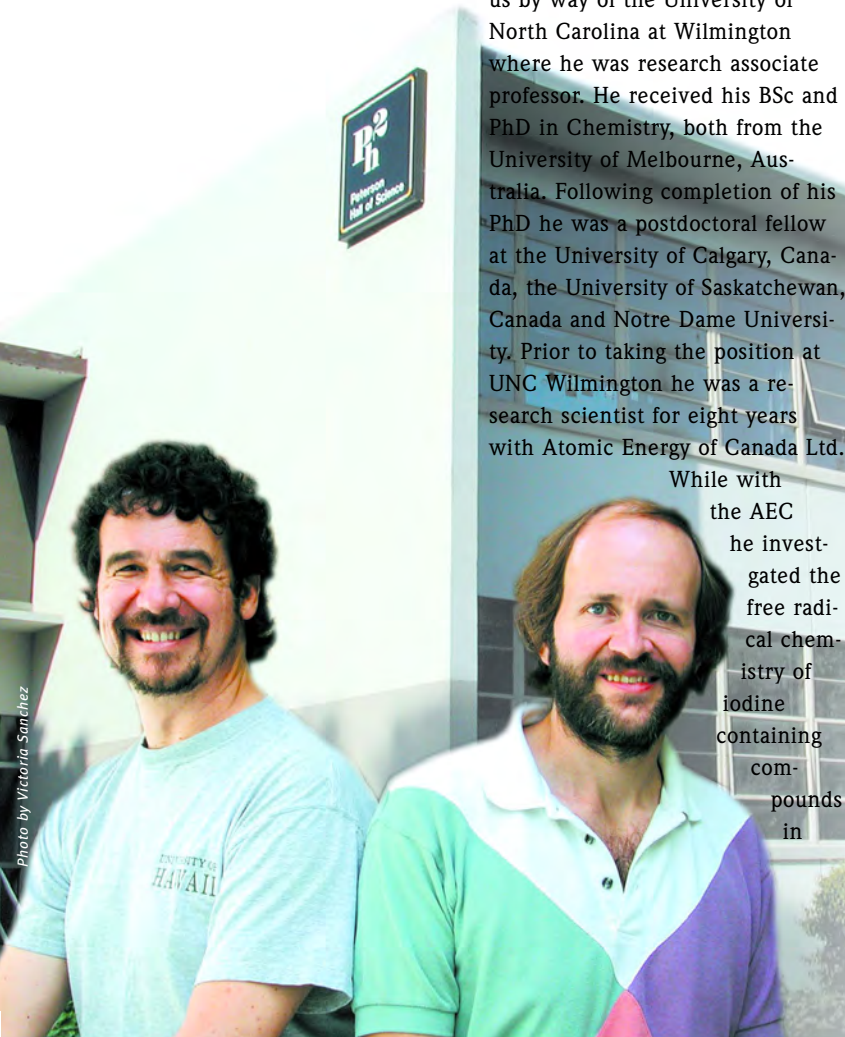 us by way of the University of
North Carolina at Wilmington
where he was research associate
professor. He received his BSc and
PhD in Chemistry, both from the
University of Melbourne, Aus-
tralia. Following completion of his
PhD he was a postdoctoral fellow
at the University of Calgary, Cana-
da, the University of Saskatchewan,
Canada and Notre Dame Universi-
ty. Prior to taking the position at
UNC Wilmington he was a re-
search scientist for eight years
with Atomic Energy of Canada Ltd.
While with
the AEC
he invest-
gated the
free radi-
cal chem-
istry of
iodine
containing
com-
pounds
in
Ph2
Peterson
Hall of Science
UNIVERSITY OF
HAWAII
Photo by Victoria Sanchez